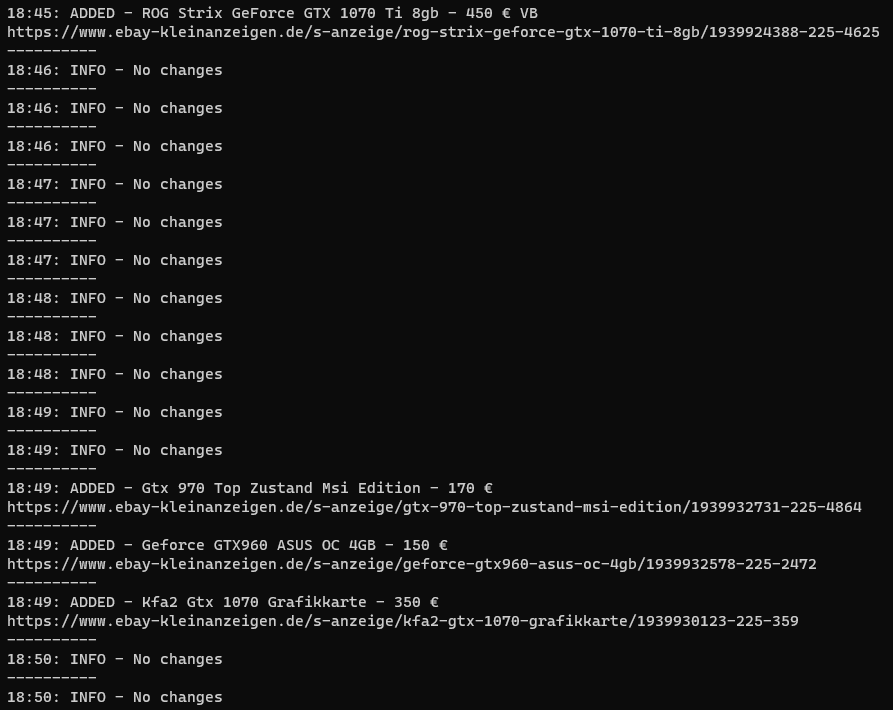 18:45: ADDED - ROG Strix GeForce GTX 1070 Ti 8gb - 450 € VB
https://www.ebay-kleinanzeigen.de/s-anzeige/rog-strix-geforce-gtx-1070-ti-8gb/1939924388-225-4625
----------
18:46: INFO - No changes
----------
18:46: INFO - No changes
----------
18:46: INFO - No changes
----------
18:47: INFO - No changes
----------
18:47: INFO - No changes
----------
18:47: INFO - No changes
----------
18:48: INFO - No changes
----------
18:48: INFO - No changes
----------
18:48: INFO - No changes
----------
18:49: INFO - No changes
----------
18:49: INFO - No changes
----------
18:49: ADDED - Gtx 970 Top Zustand Msi Edition - 170 €
https://www.ebay-kleinanzeigen.de/s-anzeige/gtx-970-top-zustand-msi-edition/1939932731-225-4864
----------
18:49: ADDED - Geforce GTX960 ASUS OC 4GB - 150 €
https://www.ebay-kleinanzeigen.de/s-anzeige/geforce-gtx960-asus-oc-4gb/1939932578-225-2472
----------
18:49: ADDED - Kfa2 Gtx 1070 Grafikkarte - 350 €
https://www.ebay-kleinanzeigen.de/s-anzeige/kfa2-gtx-1070-grafikkarte/1939930123-225-359
----------
18:50: INFO - No changes
----------
18:50: INFO - No changes